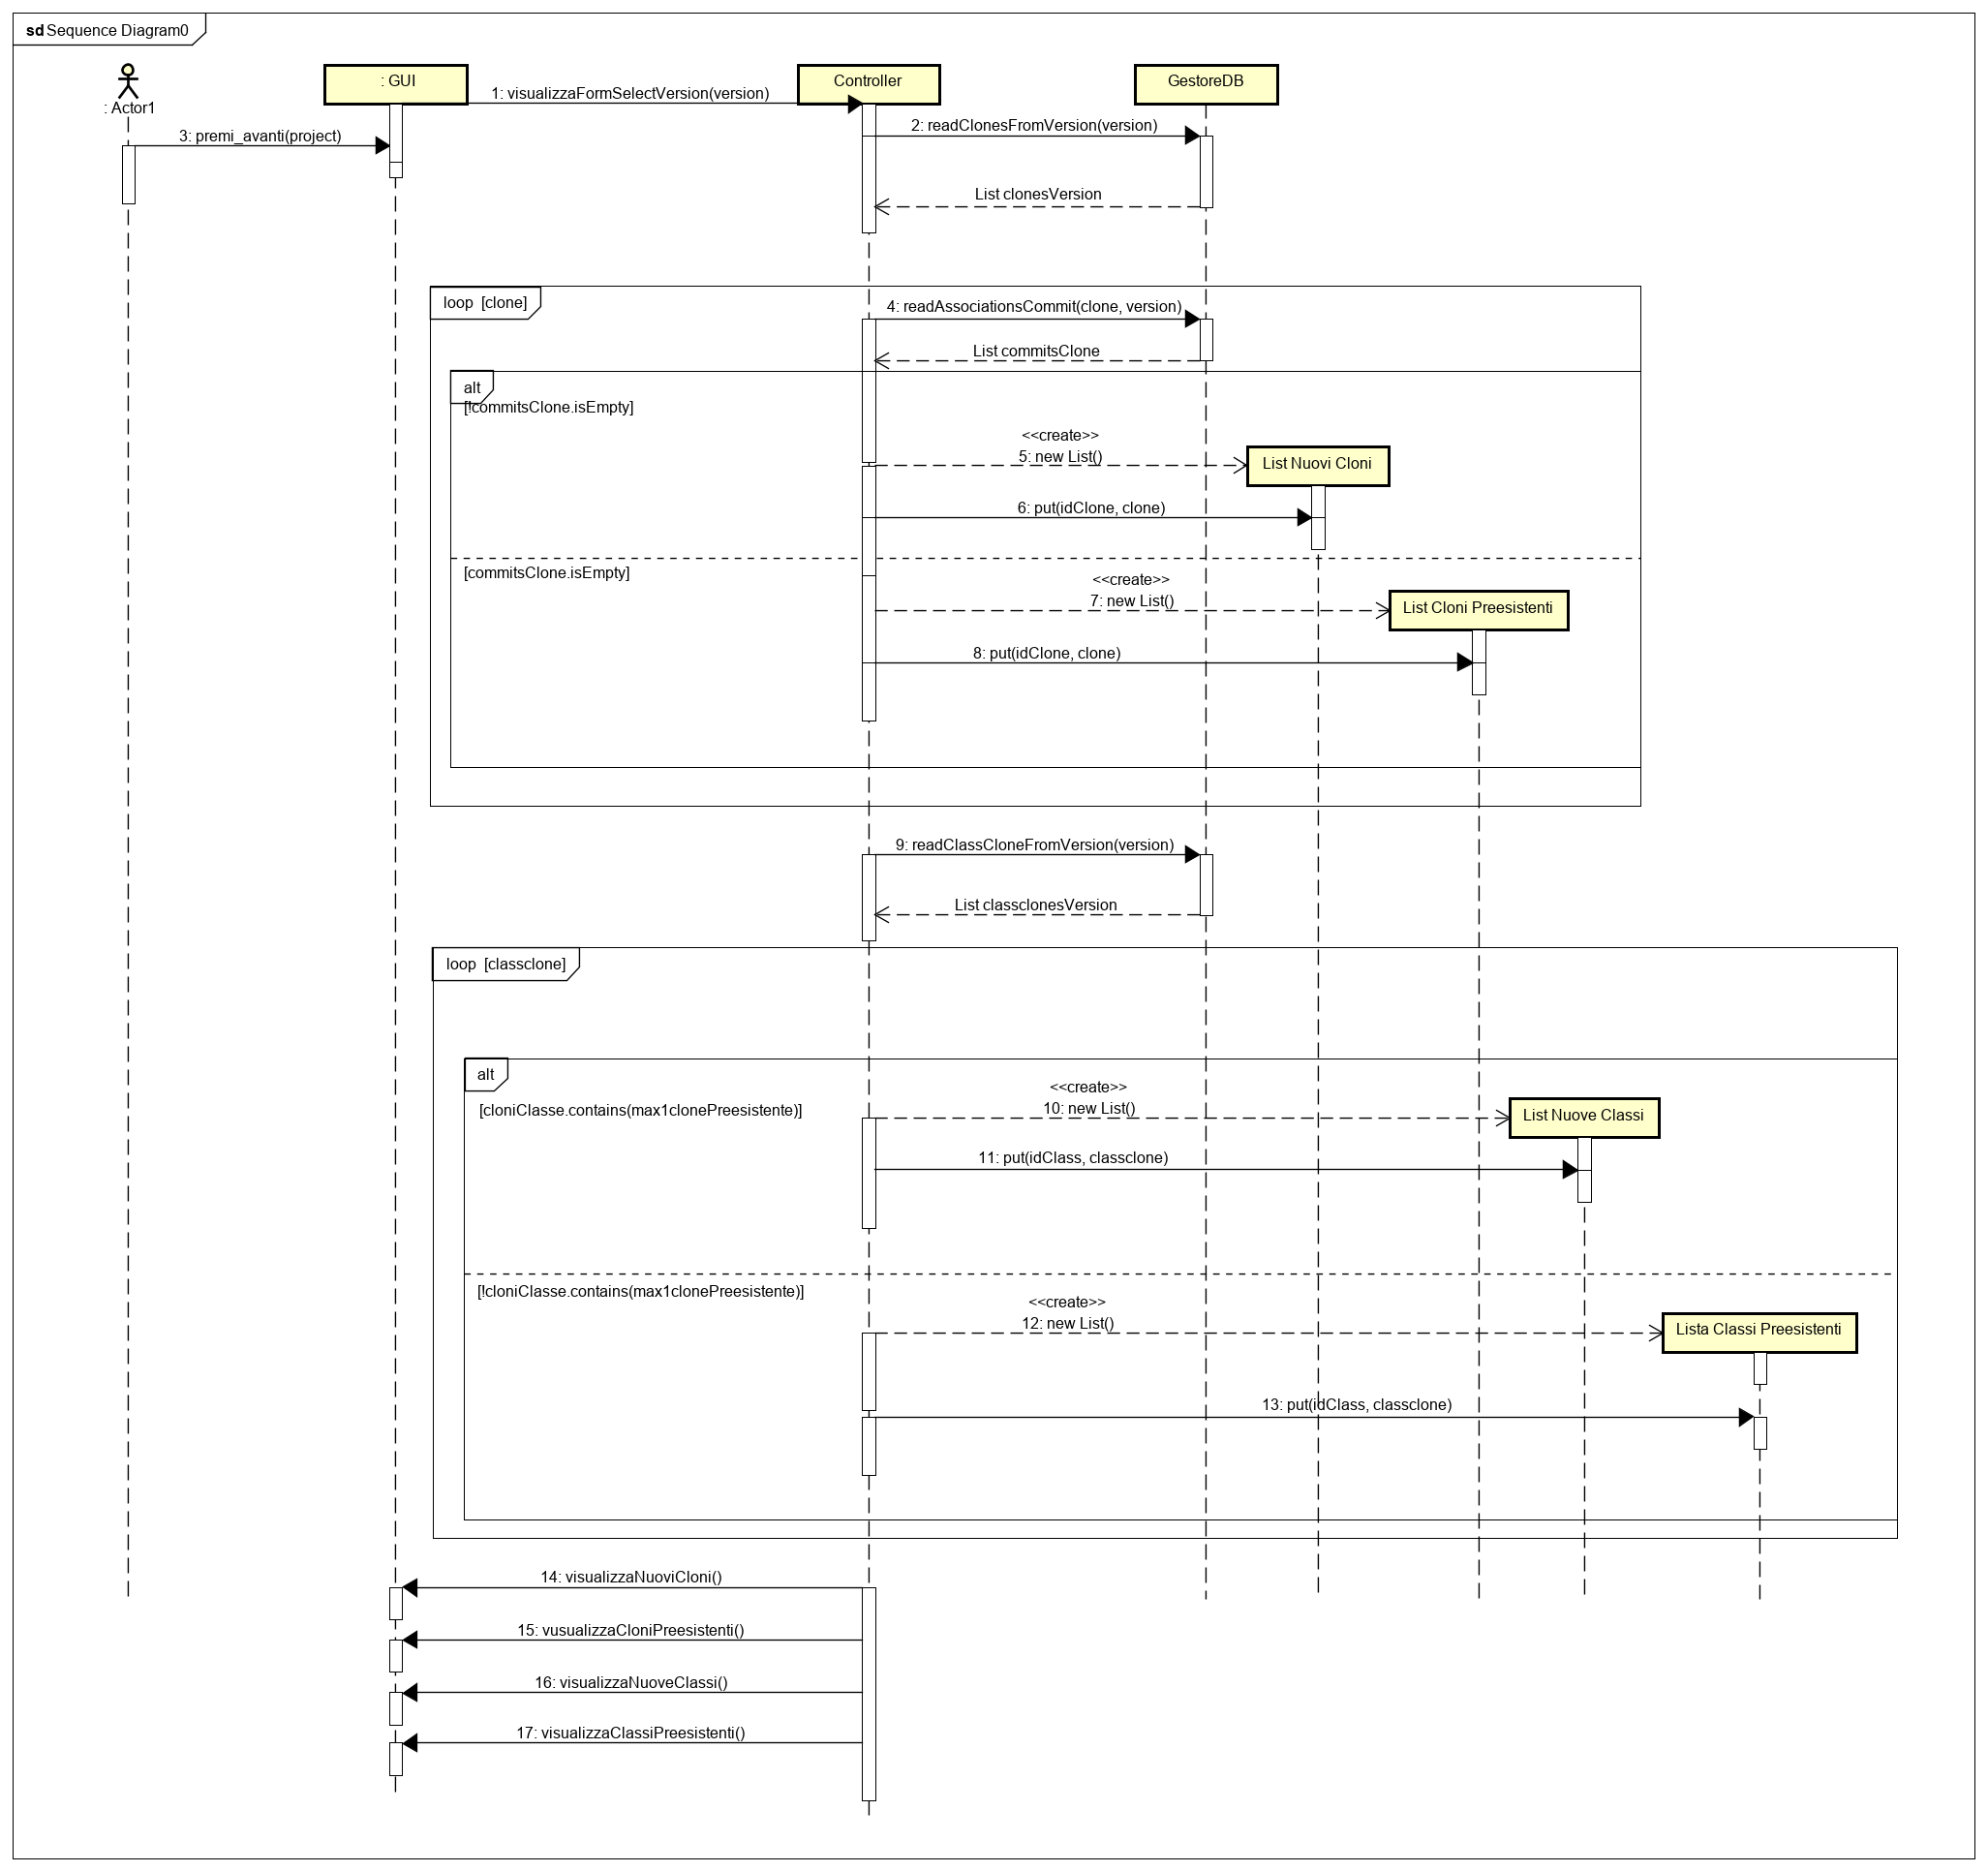 sd Sequence Diagram0
: Actor1
: GUI
Controller
GestoreDB
1: visualizzaFormSelectVersion(version)
2: readClonesFromVersion(version)
3: premi_avanti(project)
List clonesVersion
loop [clone]
4: readAssociationsCommit(clone, version)
List commitsClone
alt
[!commitsClone.isEmpty]
<<create>>
5: new List()
List Nuovi Cloni
6: put(idClone, clone)
[commitsClone.isEmpty]
<<create>>
7: new List()
List Cloni Preesistenti
8: put(idClone, clone)
9: readClassCloneFromVersion(version)
List classclonesVersion
loop [classclone]
alt
[cloniClasse.contains(max1clonePreesistente)]
<<create>>
10: new List()
List Nuove Classi
11: put(idClass, classclone)
[!cloniClasse.contains(max1clonePreesistente)]
<<create>>
12: new List()
Lista Classi Preesistenti
13: put(idClass, classclone)
14: visualizzaNuoviCloni()
15: vusualizzaCloniPreesistenti()
16: visualizzaNuoveClassi()
17: visualizzaClassiPreesistenti()